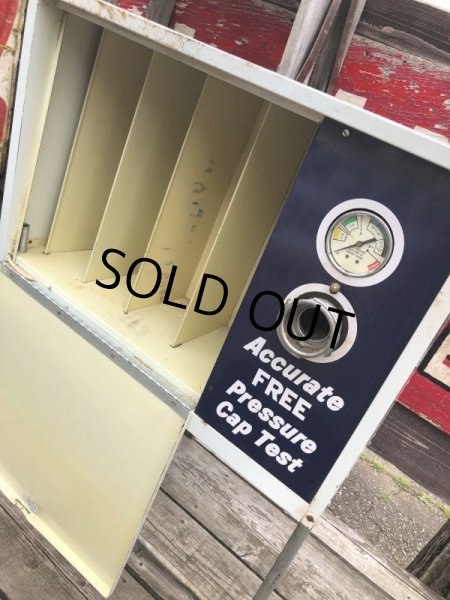 SOLD OUT
Accurate
FREE
Pressure
Cap Test